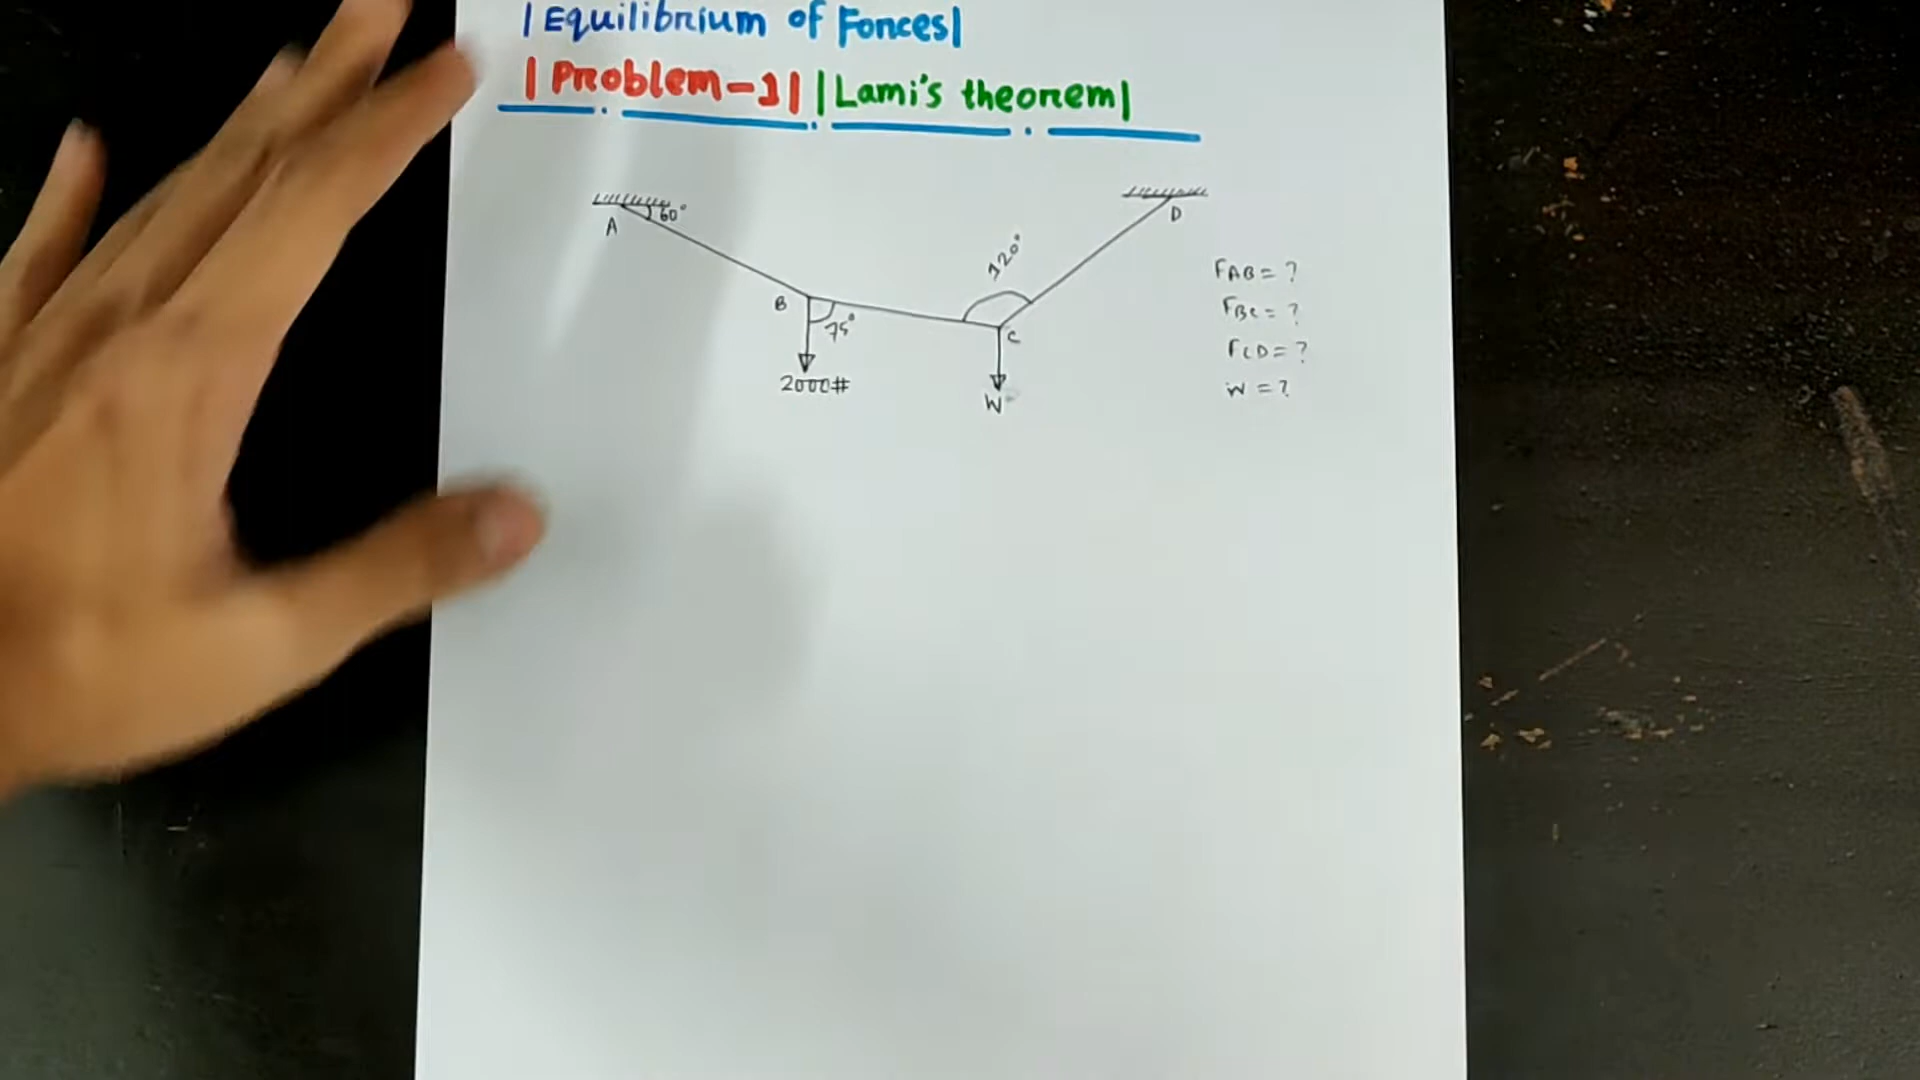 | Equilibrium of Forces|
| Problem-1| |Lami's theorem|
60°
A
D
120°
B
75°
C
2000#
W
FAB = ?
FBC = ?
FCD = ?
W = ?